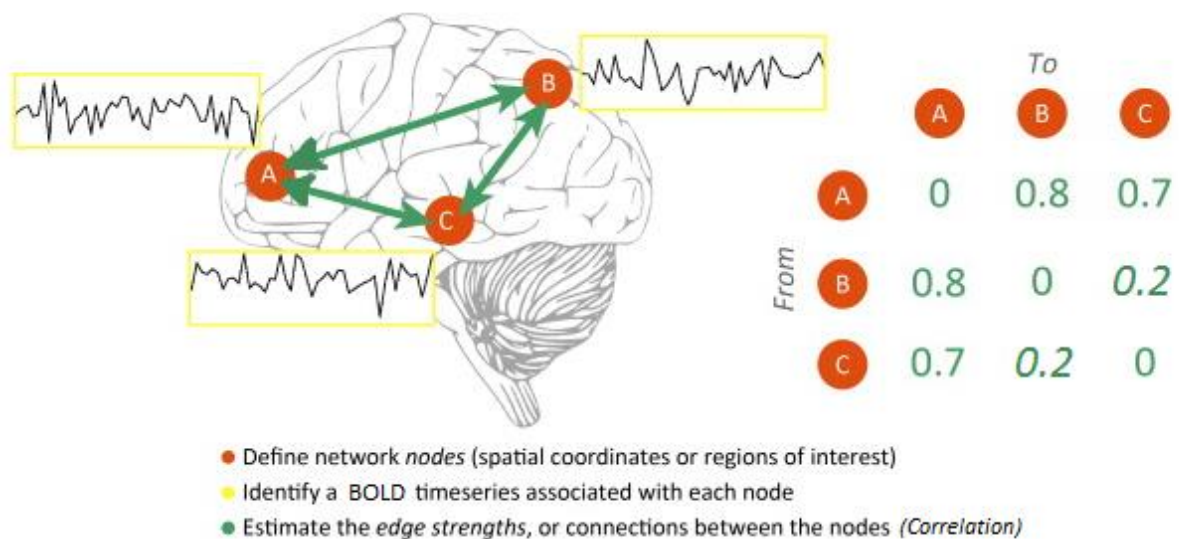 To
A B C
A 0 0.8 0.7
From
B 0.8 0 0.2
C 0.7 0.2 0
A
B
C
Define network nodes (spatial coordinates or regions of interest)
Identify a BOLD timeseries associated with each node
Estimate the edge strengths, or connections between the nodes (Correlation)